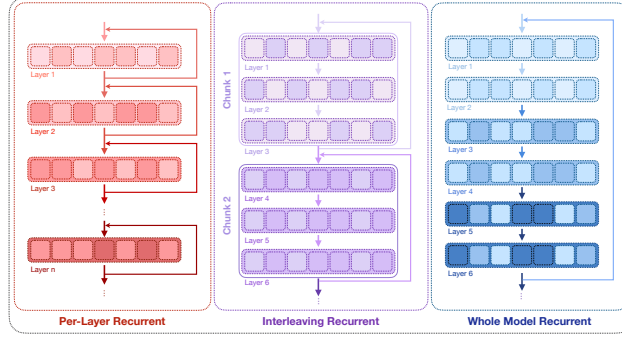 Layer 1
Layer 2
Layer 3
...
Layer n
...
Per-Layer Recurrent
Chunk 1
Layer 1
Layer 2
Layer 3
Chunk 2
Layer 4
Layer 5
Layer 6
...
Interleaving Recurrent
Layer 1
Layer 2
Layer 3
Layer 4
Layer 5
Layer 6
...
Whole Model Recurrent